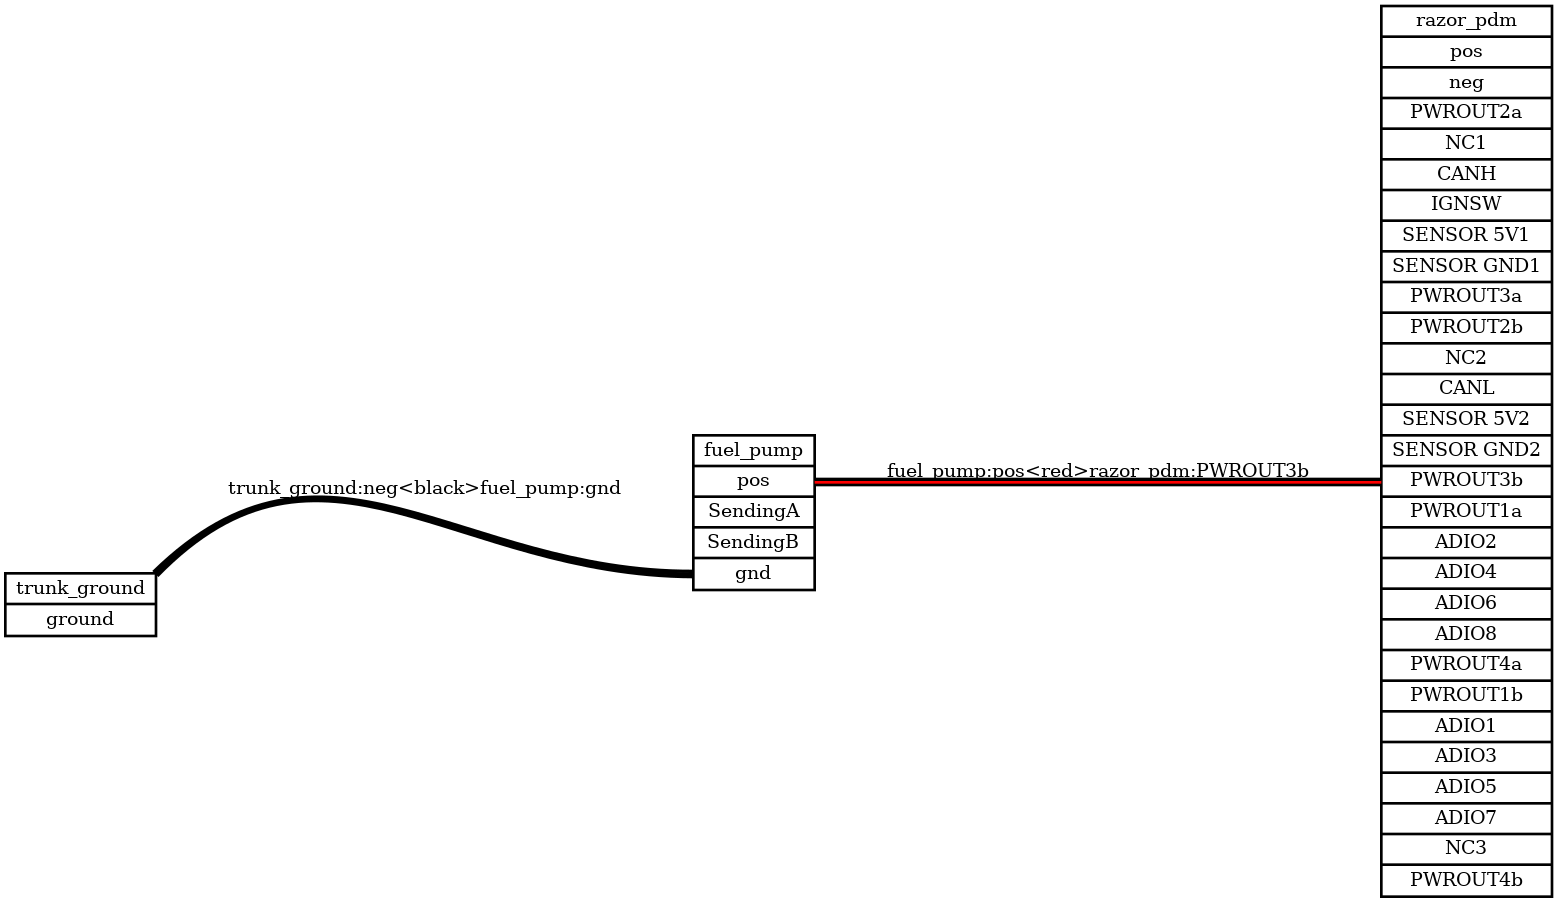 trunk_ground
ground
trunk_ground:neg<black>fuel_pump:gnd
fuel_pump
pos
SendingA
SendingB
gnd
fuel_pump:pos<red>razor_pdm:PWROUT3b
razor_pdm
pos
neg
PWROUT2a
NC1
CANH
IGNSW
SENSOR 5V1
SENSOR GND1
PWROUT3a
PWROUT2b
NC2
CANL
SENSOR 5V2
SENSOR GND2
PWROUT3b
PWROUT1a
ADIO2
ADIO4
ADIO6
ADIO8
PWROUT4a
PWROUT1b
ADIO1
ADIO3
ADIO5
ADIO7
NC3
PWROUT4b